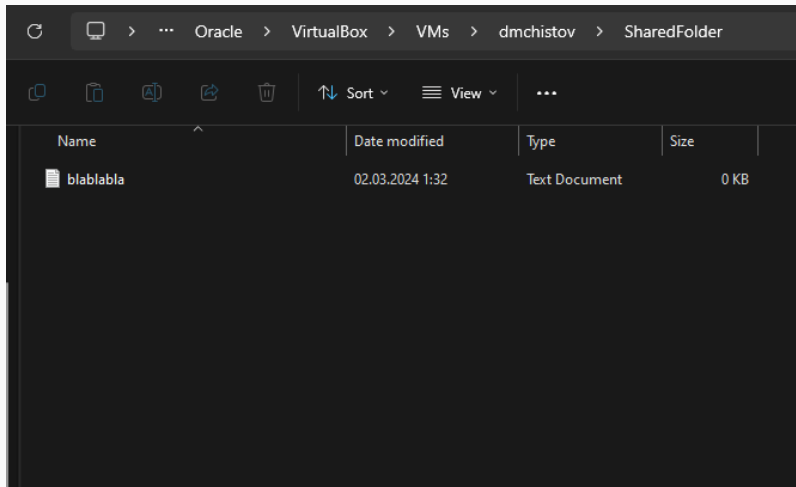 ... Oracle > VirtualBox > VMs > dmchistov > SharedFolder
Sort View ...
Name Date modified Type Size
blablabla 02.03.2024 1:32 Text Document 0 KB